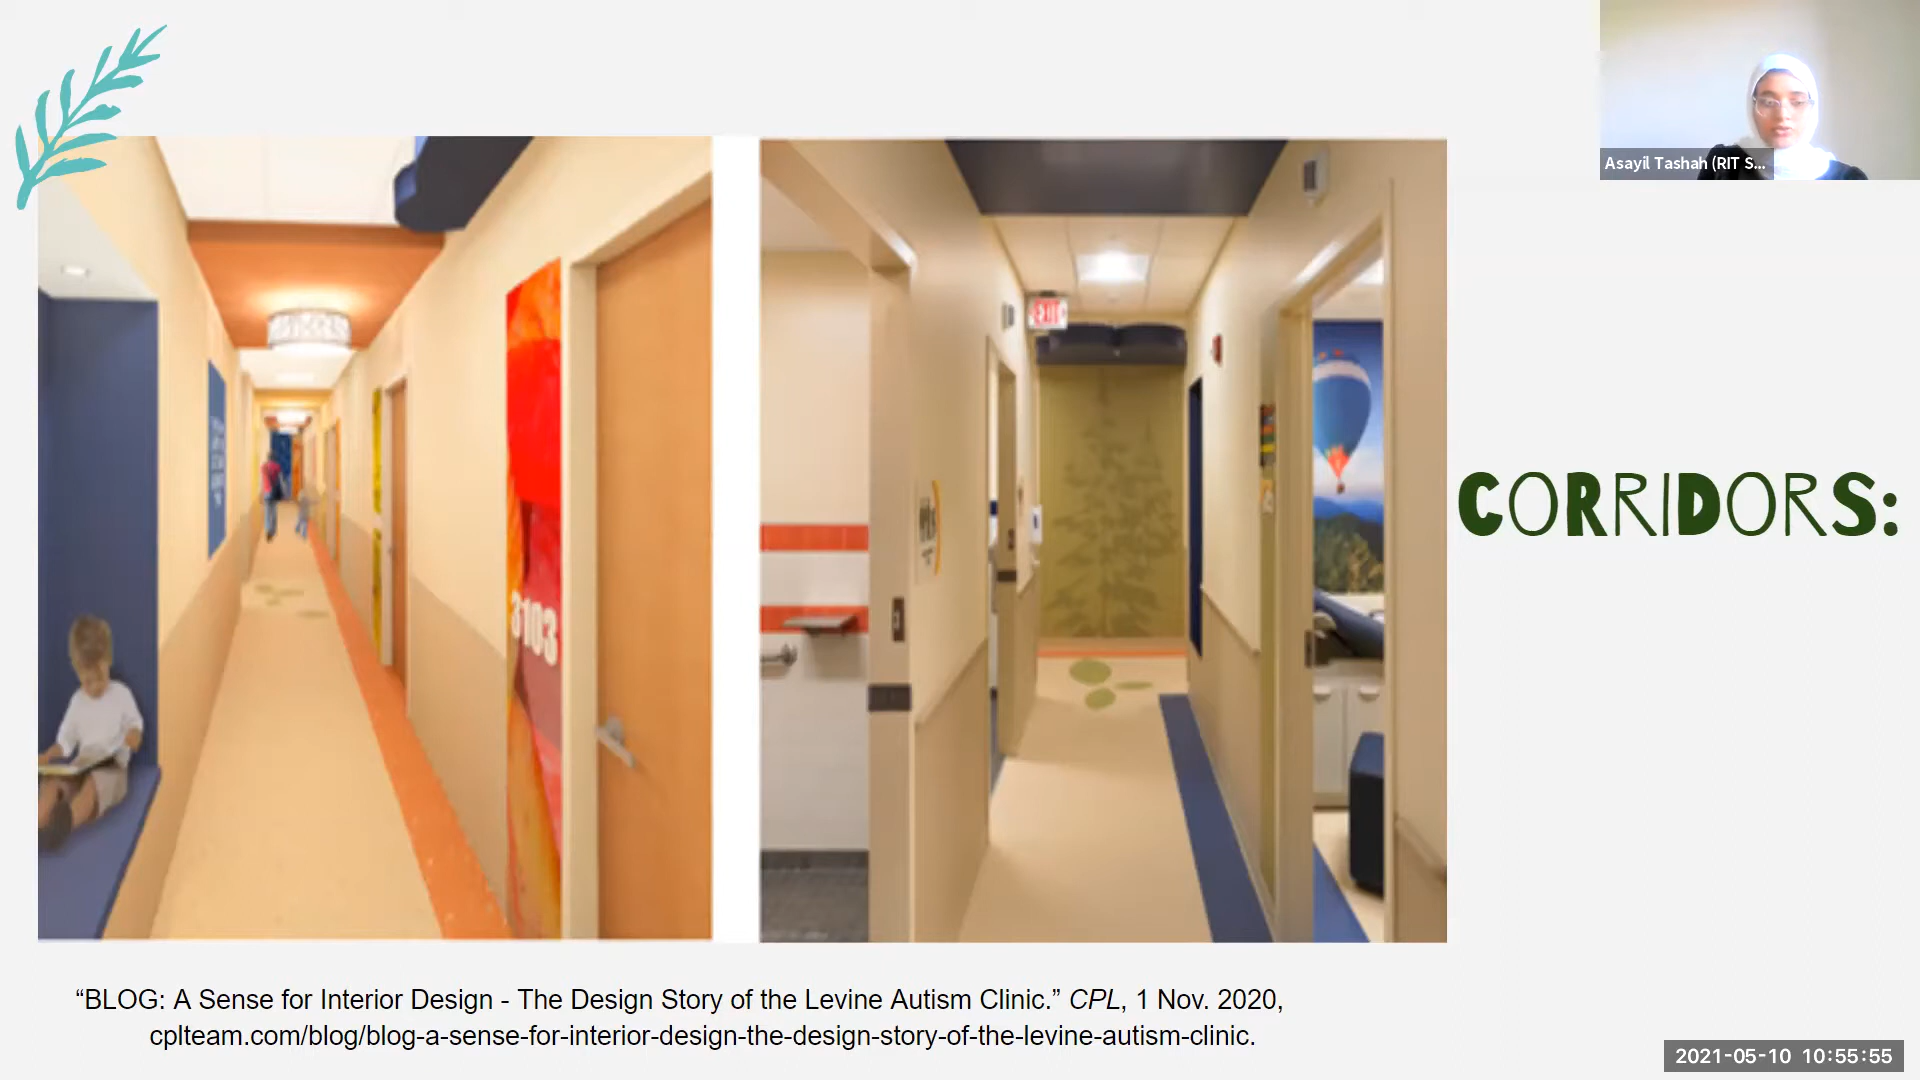 Asayil Tashah (RIT S...
EXIT
3103
CORRIDORS:
“BLOG: A Sense for Interior Design - The Design Story of the Levine Autism Clinic.” CPL, 1 Nov. 2020,
cplteam.com/blog/blog-a-sense-for-interior-design-the-design-story-of-the-levine-autism-clinic.
2021-05-10 10:55:55